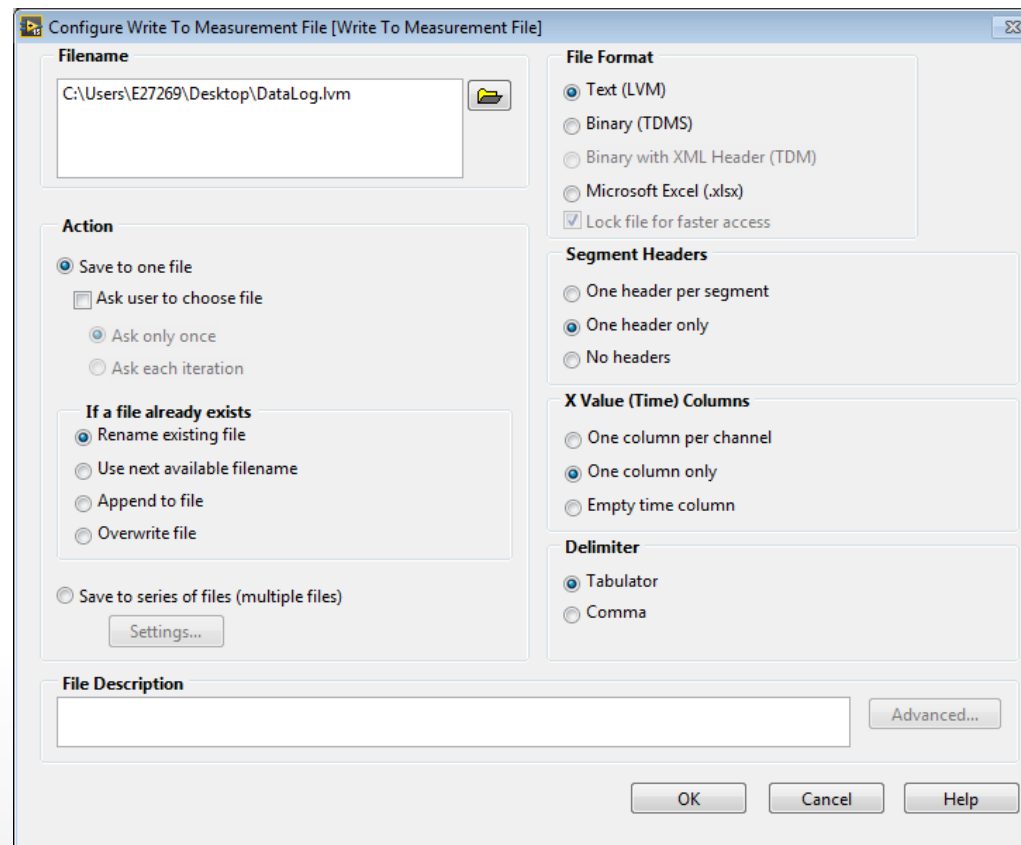 Configure Write To Measurement File [Write To Measurement File]
Filename
C:\Users\E27269\Desktop\DataLog.lvm
Action
Save to one file
Ask user to choose file
Ask only once
Ask each iteration
If a file already exists
Rename existing file
Use next available filename
Append to file
Overwrite file
Save to series of files (multiple files)
Settings...
File Format
Text (LVM)
Binary (TDMS)
Binary with XML Header (TDM)
Microsoft Excel (.xlsx)
Lock file for faster access
Segment Headers
One header per segment
One header only
No headers
X Value (Time) Columns
One column per channel
One column only
Empty time column
Delimiter
Tabulator
Comma
File Description
Advanced...
OK
Cancel
Help